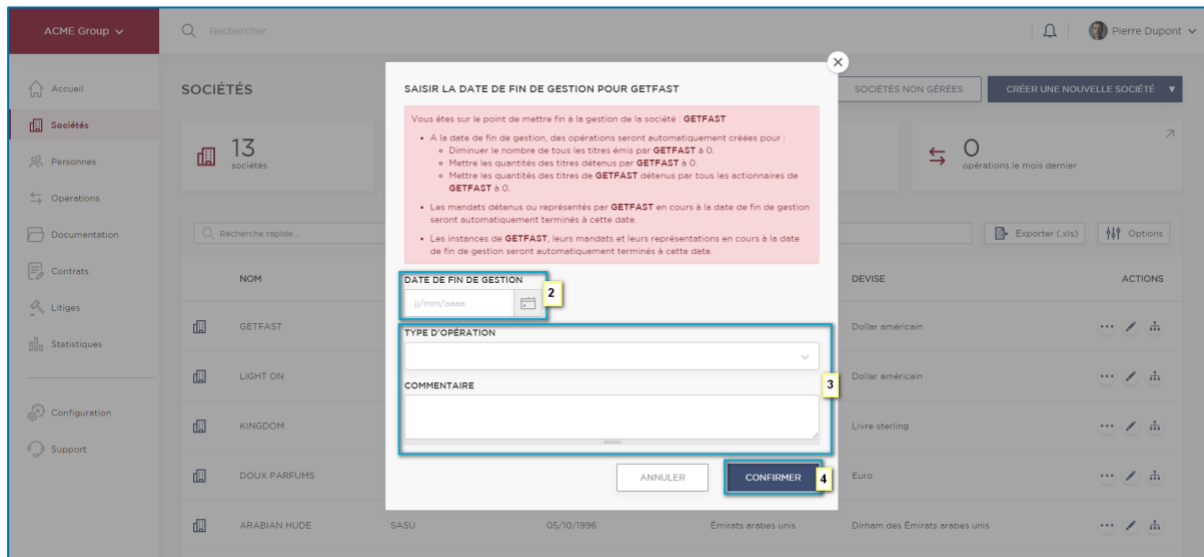 ACME Group
Rechercher
Pierre Dupont
Accueil
Sociétés
Personnes
Opérations
Documentation
Contrats
Litiges
Statistiques
Configuration
Support
SOCIÉTÉS
SOCIÉTÉS NON GÉRÉES
CRÉER UNE NOUVELLE SOCIÉTÉ
13
sociétés
0
opérations le mois dernier
Recherche rapide...
Exporter (.xls)
Options
NOM
DEVISE
ACTIONS
GETFAST
Dollar américain
LIGHT ON
Dollar américain
KINGDOM
Livre sterling
DOUX PARFUMS
Euro
ARABIAN HUDE
SASU
05/10/1996
Émirats arabes unis
Dirham des Émirats arabes unis
SAISIR LA DATE DE FIN DE GESTION POUR GETFAST
Vous êtes sur le point de mettre fin à la gestion de la société : GETFAST
• A la date de fin de gestion, des opérations seront automatiquement créées pour :
Diminuer le nombre de tous les titres émis par GETFAST à 0.
Mettre les quantités des titres détenus par GETFAST à 0.
Mettre les quantités des titres de GETFAST détenus par tous les actionnaires de
GETFAST à 0.
• Les mandats détenus ou représentés par GETFAST en cours à la date de fin de gestion
seront automatiquement terminés à cette date.
• Les instances de GETFAST, leurs mandats et leurs représentations en cours à la date
de fin de gestion seront automatiquement terminés à cette date.
DATE DE FIN DE GESTION
jj/mm/aaaa
2
TYPE D'OPÉRATION
COMMENTAIRE
3
ANNULER
CONFIRMER
4